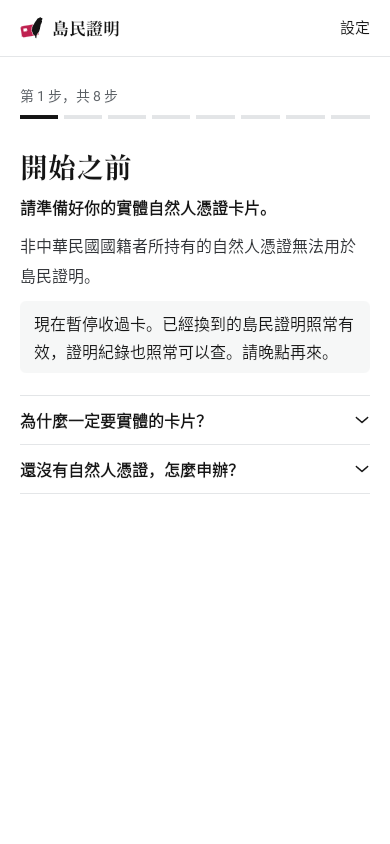 島民證明
設定
第 1 步，共 8 步
開始之前
請準備好你的實體自然人憑證卡片。
非中華民國國籍者所持有的自然人憑證無法用於
島民證明。
現在暫停收過卡。已經換到的島民證明照常有
效，證明紀錄也照常可以查。請晚點再來。
為什麼一定要實體的卡片？
還沒有自然人憑證，怎麼申辦？